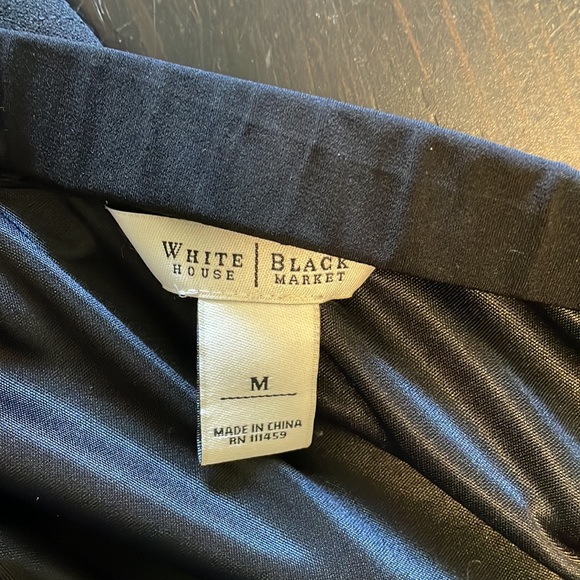 WHITE | BLACK
HOUSE | MARKET
M
MADE IN CHINA
RN 111459